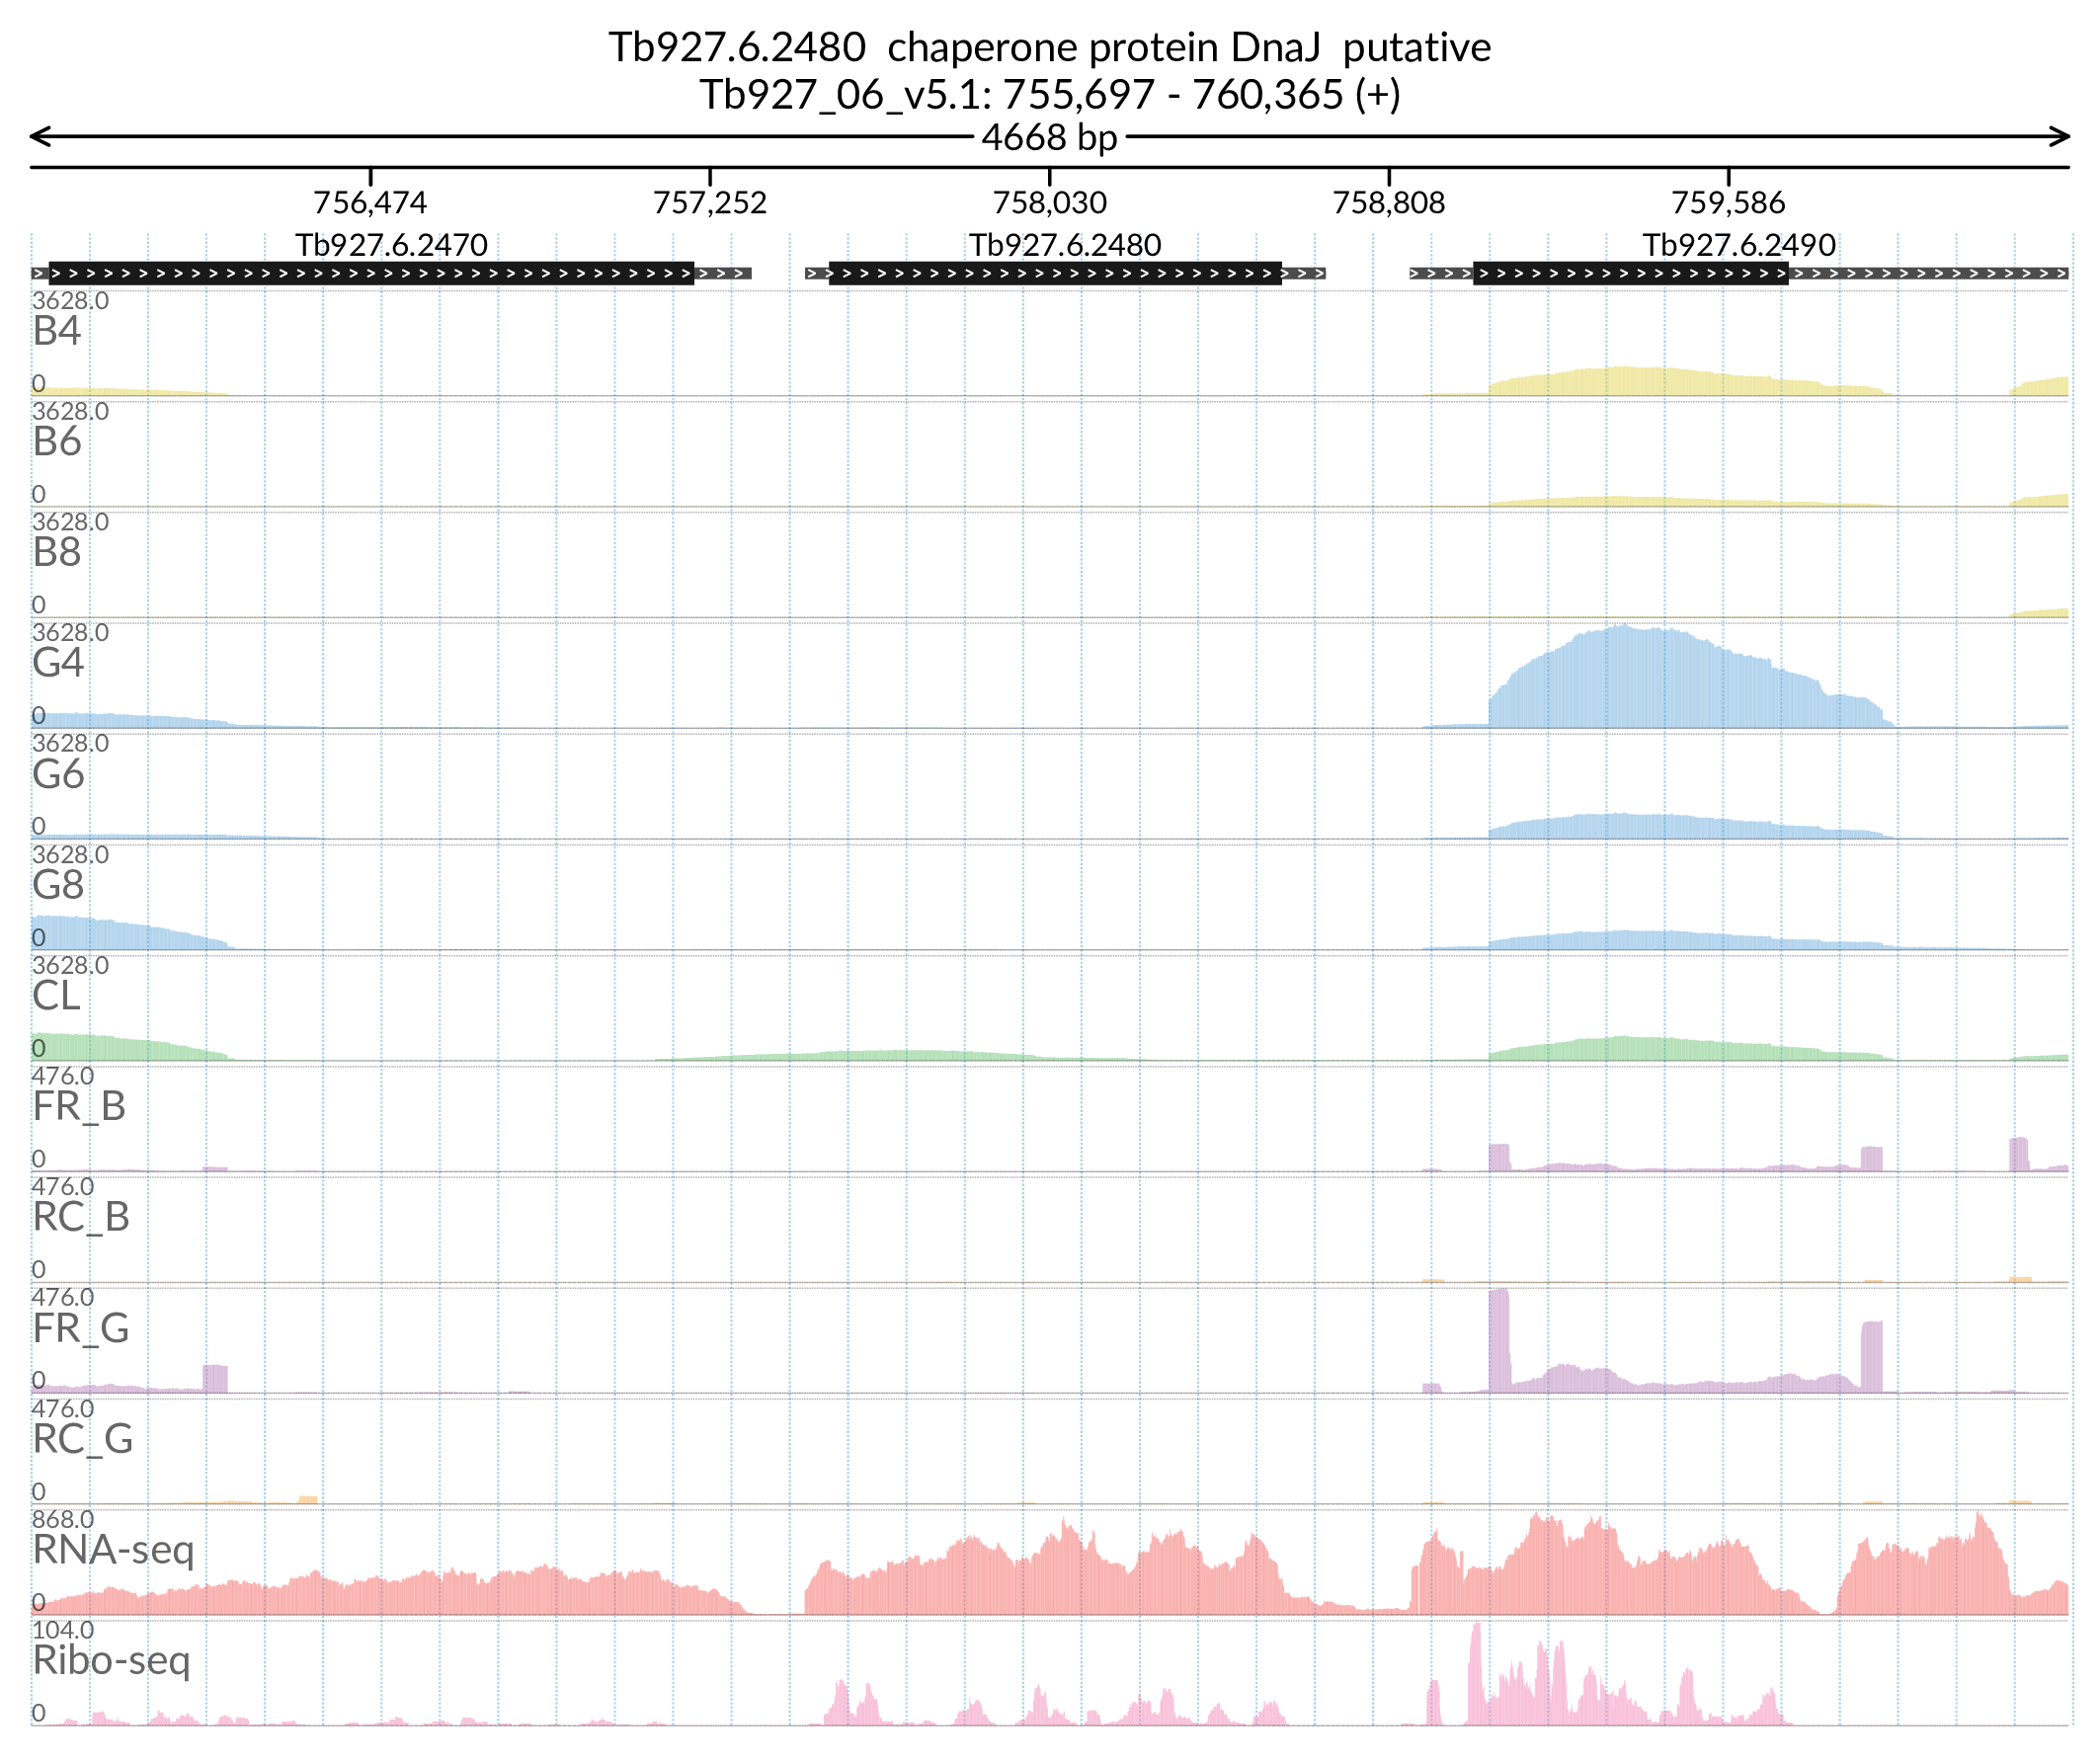 Tb927.6.2480 chaperone protein DnaJ putative
Tb927_06_v5.1: 755,697 - 760,365 (+)
4668 bp
756,474 757,252 758,030 758,808 759,586
Tb927.6.2470 Tb927.6.2480 Tb927.6.2490
3628.0
B4
0
3628.0
B6
0
3628.0
B8
0
3628.0
G4
0
3628.0
G6
0
3628.0
G8
0
3628.0
CL
0
476.0
FR_B
0
476.0
RC_B
0
476.0
FR_G
0
476.0
RC_G
0
868.0
RNA-seq
0
104.0
Ribo-seq
0